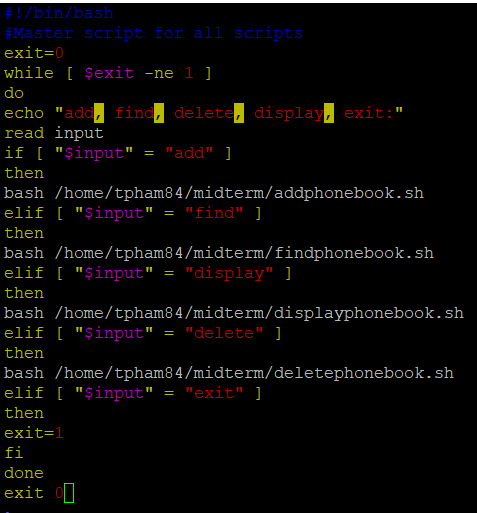 #!/bin/bash
#Master script for all scripts
exit=0
while [ $exit -ne 1 ]
do
echo "add, find, delete, display, exit:"
read input
if [ "$input" = "add" ]
then
bash /home/tpham84/midterm/addphonebook.sh
elif [ "$input" = "find" ]
then
bash /home/tpham84/midterm/findphonebook.sh
elif [ "$input" = "display" ]
then
bash /home/tpham84/midterm/displayphonebook.sh
elif [ "$input" = "delete" ]
then
bash /home/tpham84/midterm/deletephonebook.sh
elif [ "$input" = "exit" ]
then
exit=1
fi
done
exit 0